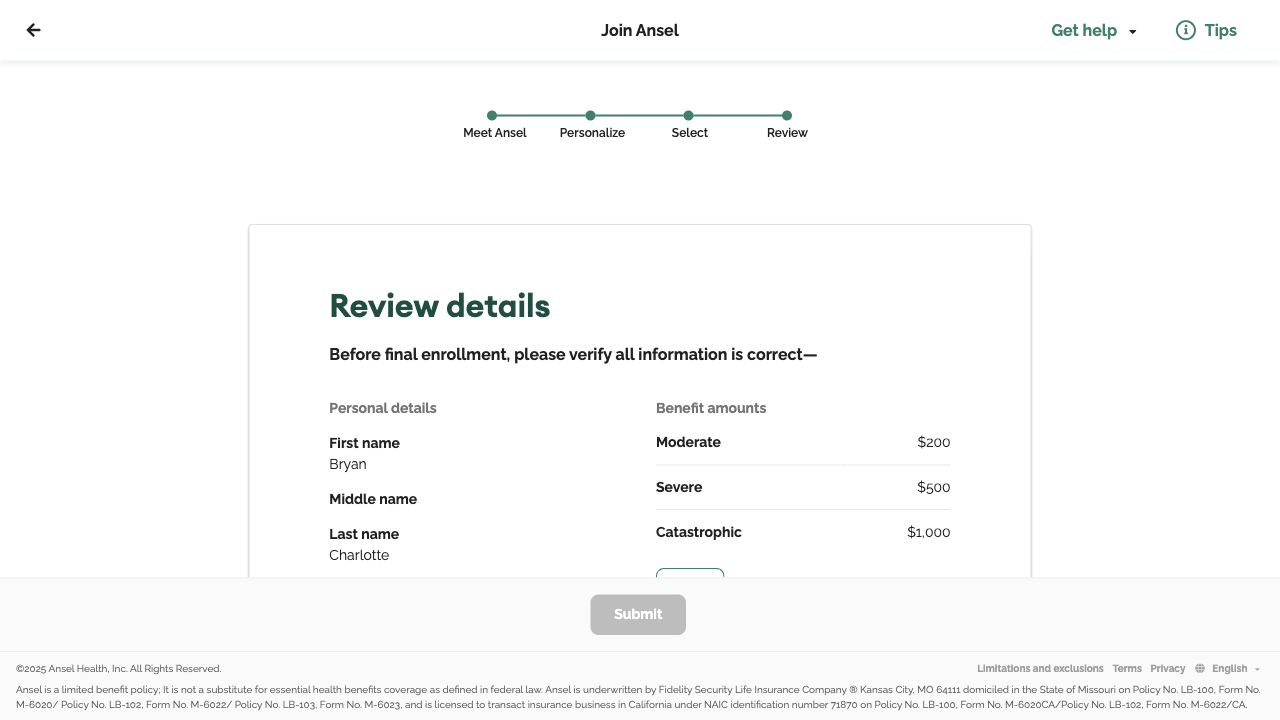 Join Ansel
Get help
Tips
Meet Ansel
Personalize
Select
Review
Review details
Before final enrollment, please verify all information is correct—
Personal details
First name
Bryan
Middle name
Last name
Charlotte
Benefit amounts
Moderate $200
Severe $500
Catastrophic $1,000
Submit
©2025 Ansel Health, Inc. All Rights Reserved.
Limitations and exclusions Terms Privacy English
Ansel is a limited benefit policy; It is not a substitute for essential health benefits coverage as defined in federal law. Ansel is underwritten by Fidelity Security Life Insurance Company ® Kansas City, MO 64111 domiciled in the State of Missouri on Policy No. LB-100, Form No.
M-6020/ Policy No. LB-102, Form No. M-6022/ Policy No. LB-103, Form No. M-6023, and is licensed to transact insurance business in California under NAIC identification number 71870 on Policy No. LB-100, Form No. M-6020CA/Policy No. LB-102, Form No. M-6022/CA.